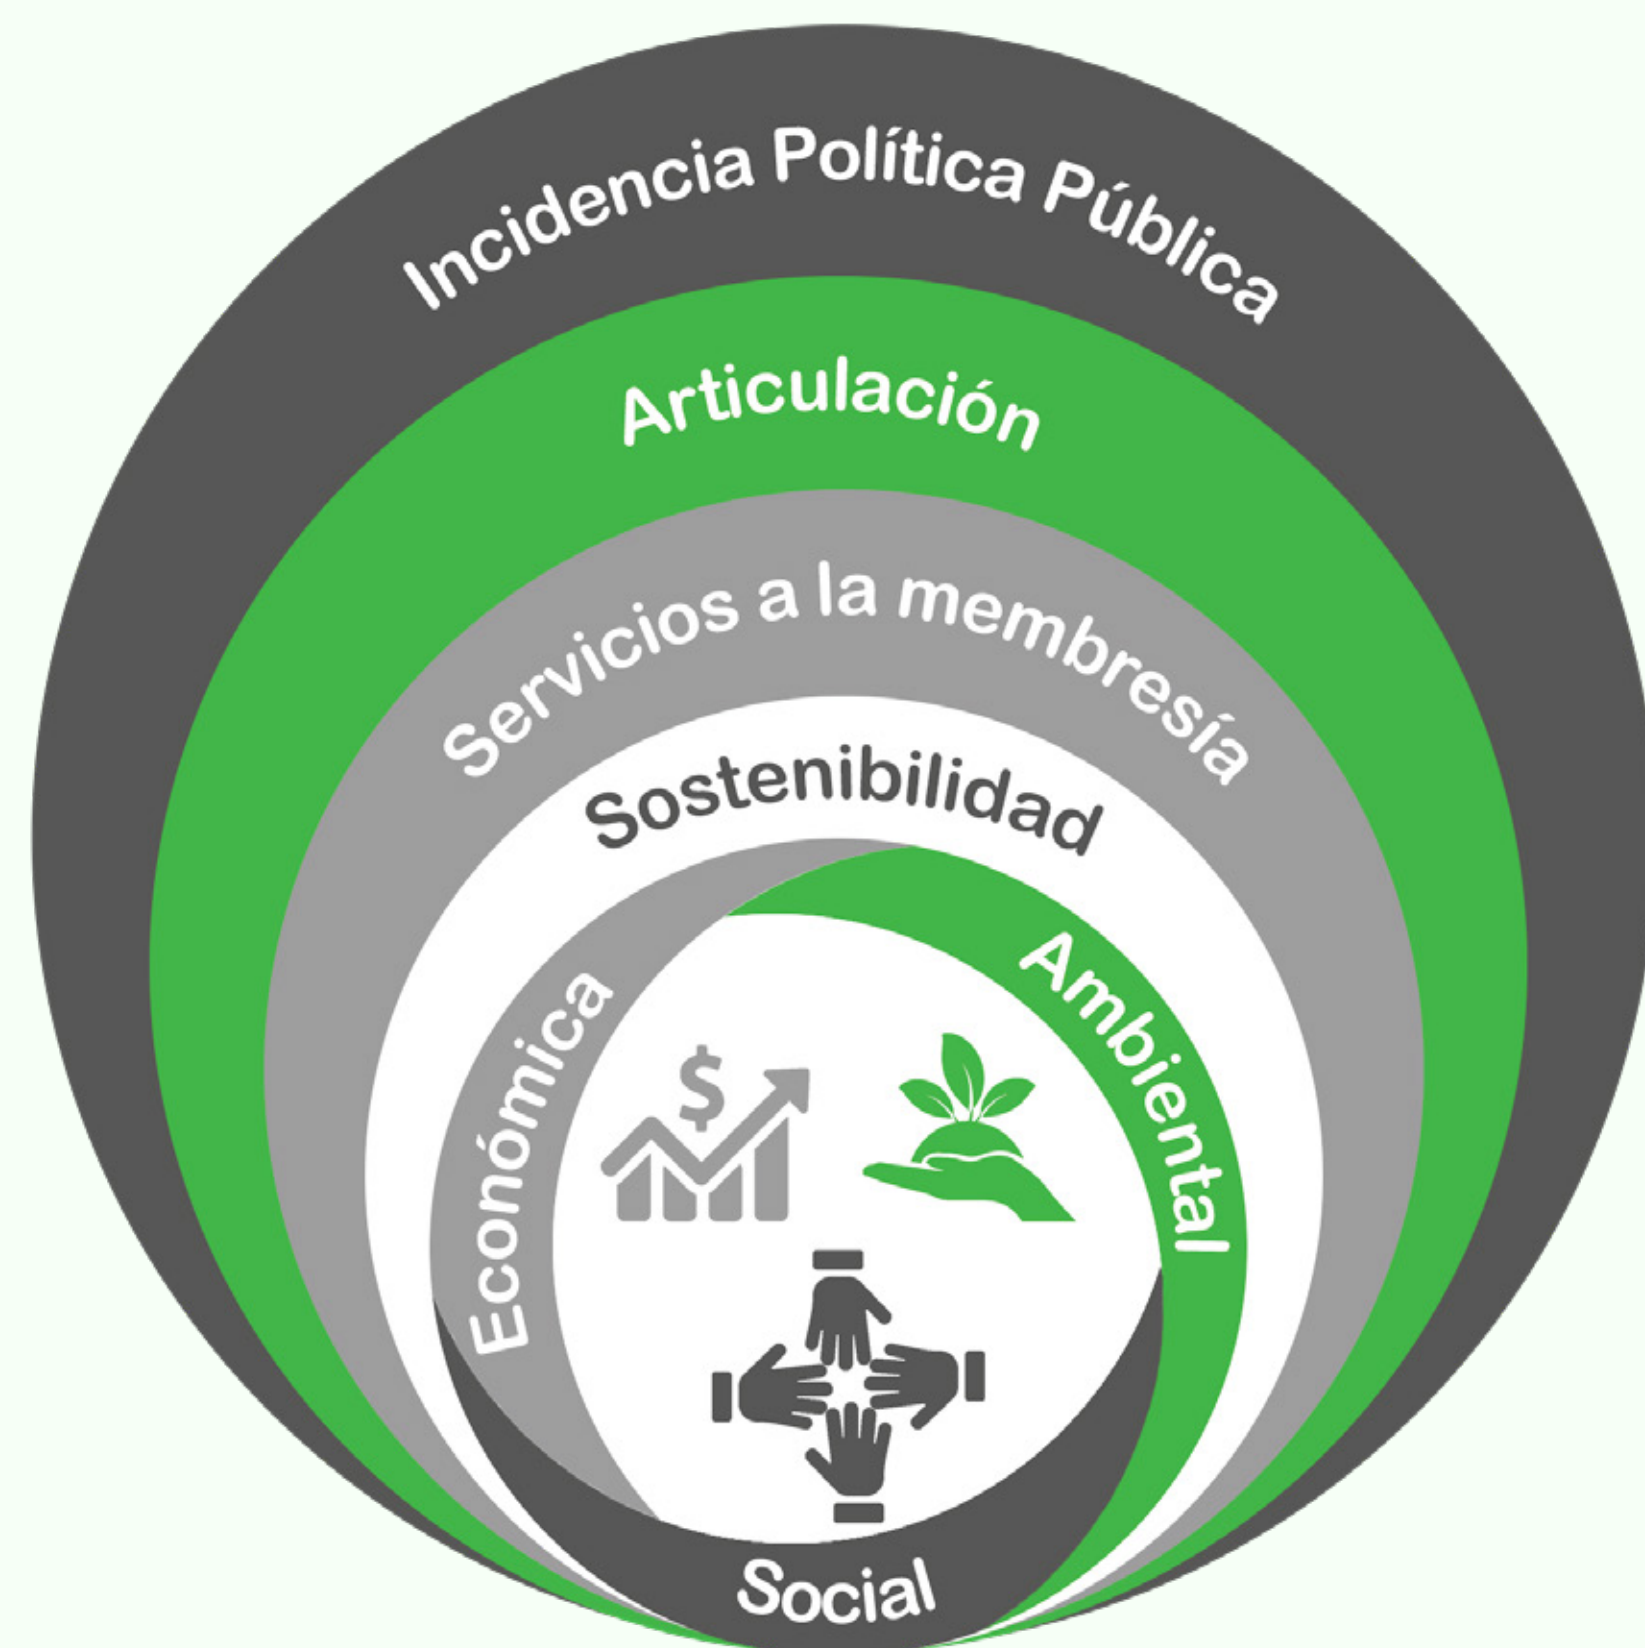 Incidencia Política Pública
Articulación
Servicios a la membresía
Sostenibilidad
Económica
Ambiental
$
Social